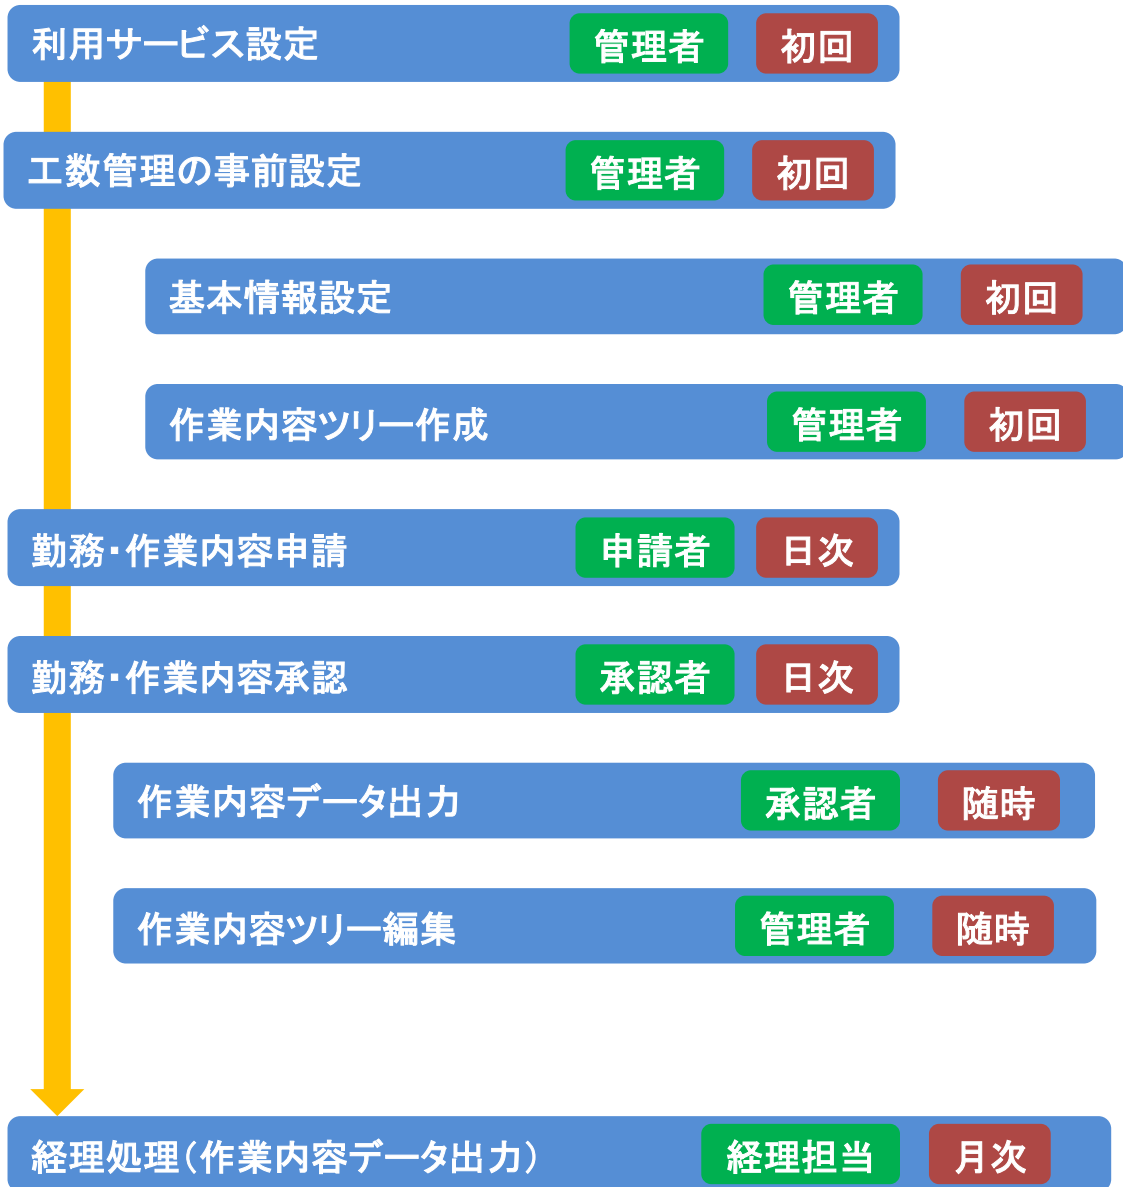 利用サービス設定 管理者 初回
工数管理の事前設定 管理者 初回
基本情報設定 管理者 初回
作業内容ツリー作成 管理者 初回
勤務・作業内容申請 申請者 日次
勤務・作業内容承認 承認者 日次
作業内容データ出力 承認者 随時
作業内容ツリー編集 管理者 随時
経理処理（作業内容データ出力） 経理担当 月次